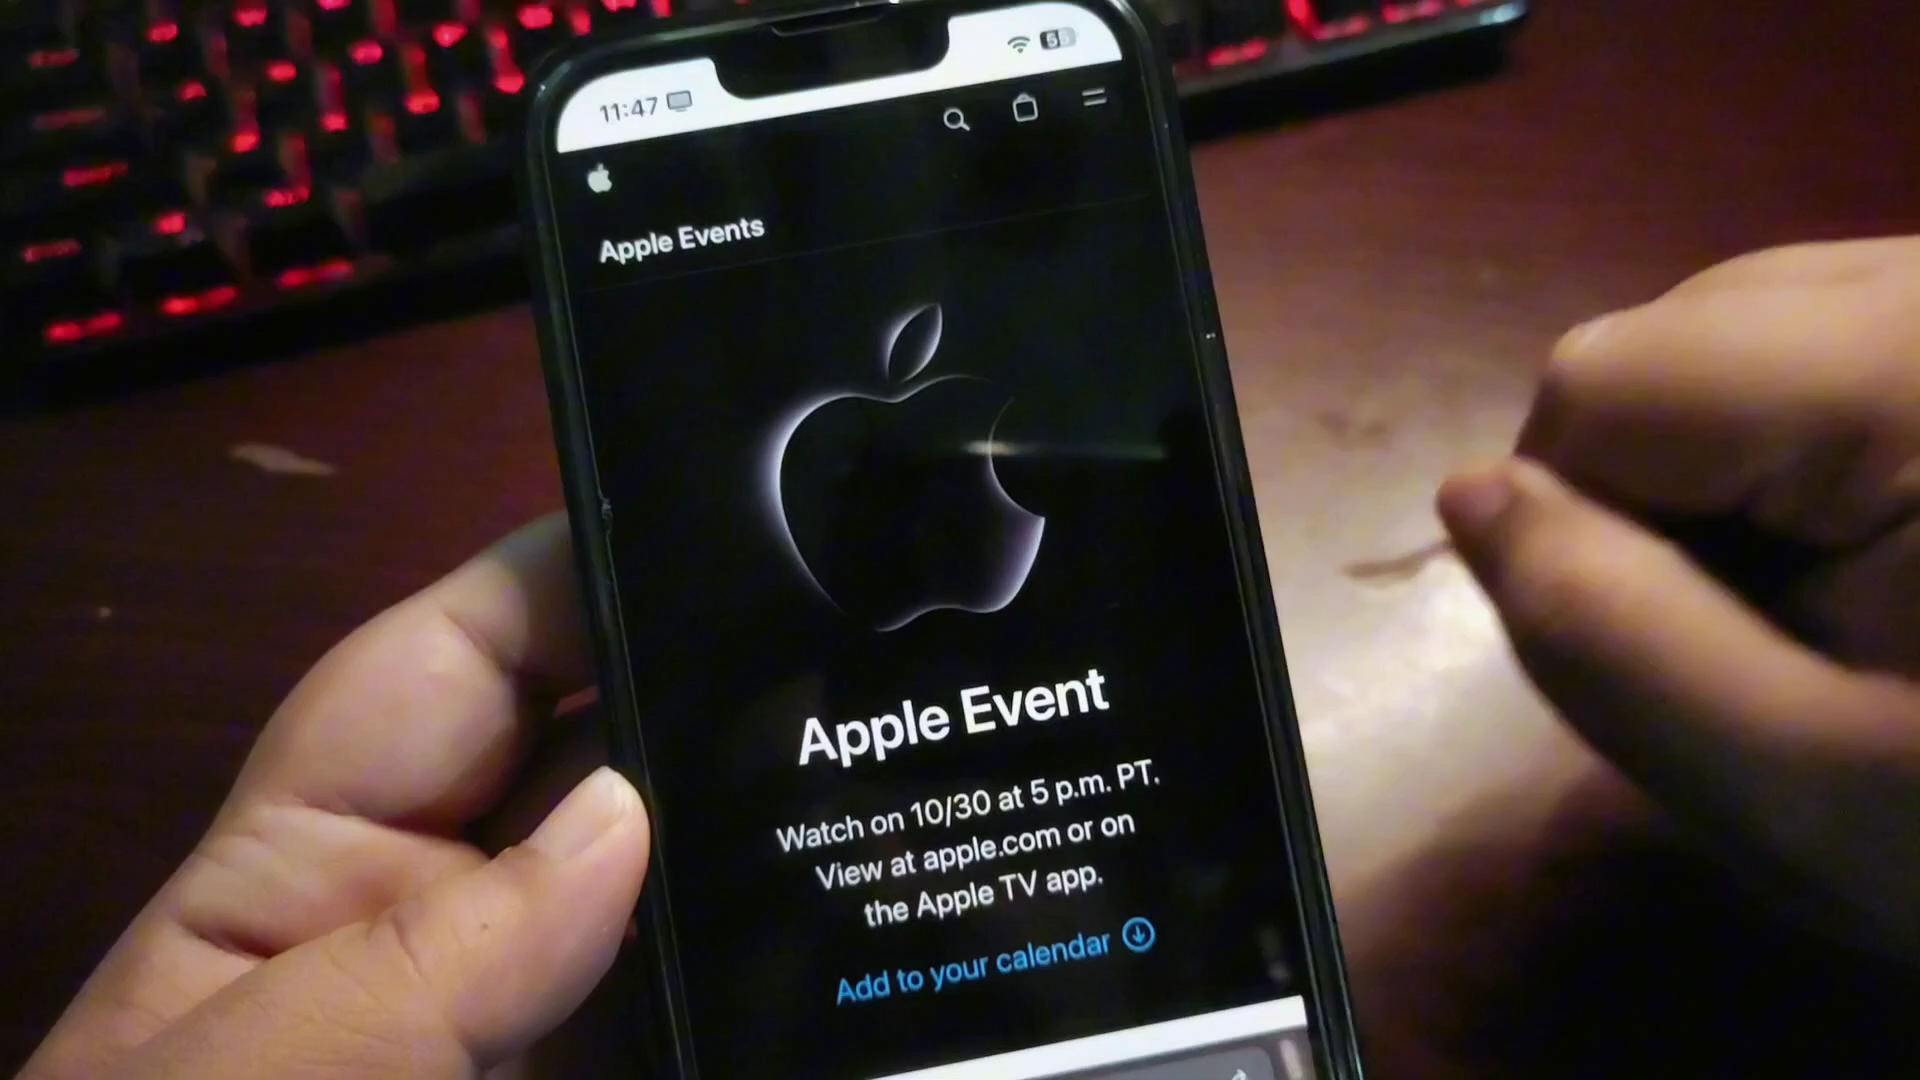 11:47
Apple Events
Apple Event
Watch on 10/30 at 5 p.m. PT.
View at apple.com or on
the Apple TV app.
Add to your calendar